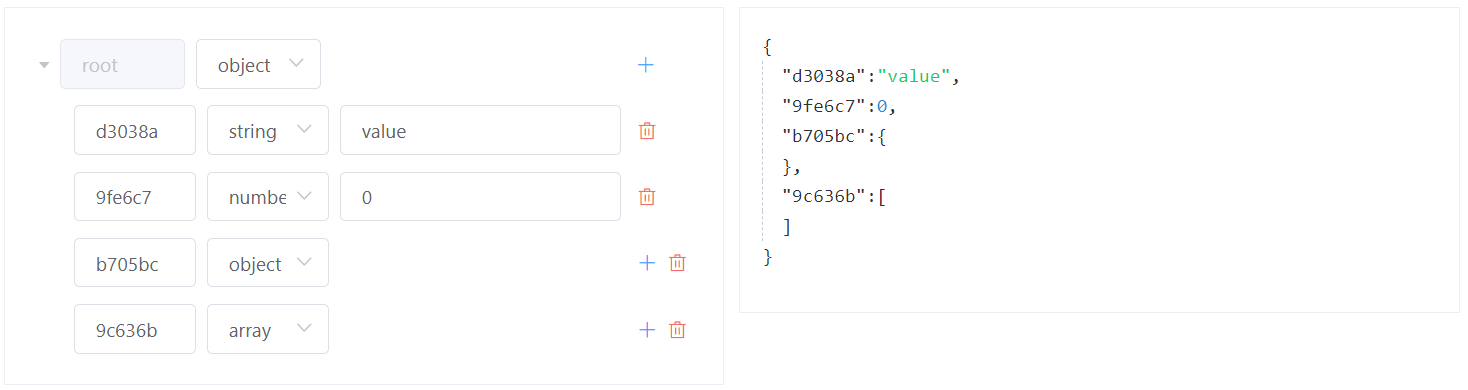 root object
d3038a string value
9fe6c7 numbe 0
b705bc object
9c636b array
{
"d3038a":"value",
"9fe6c7":0,
"b705bc":{
},
"9c636b":[
]
}